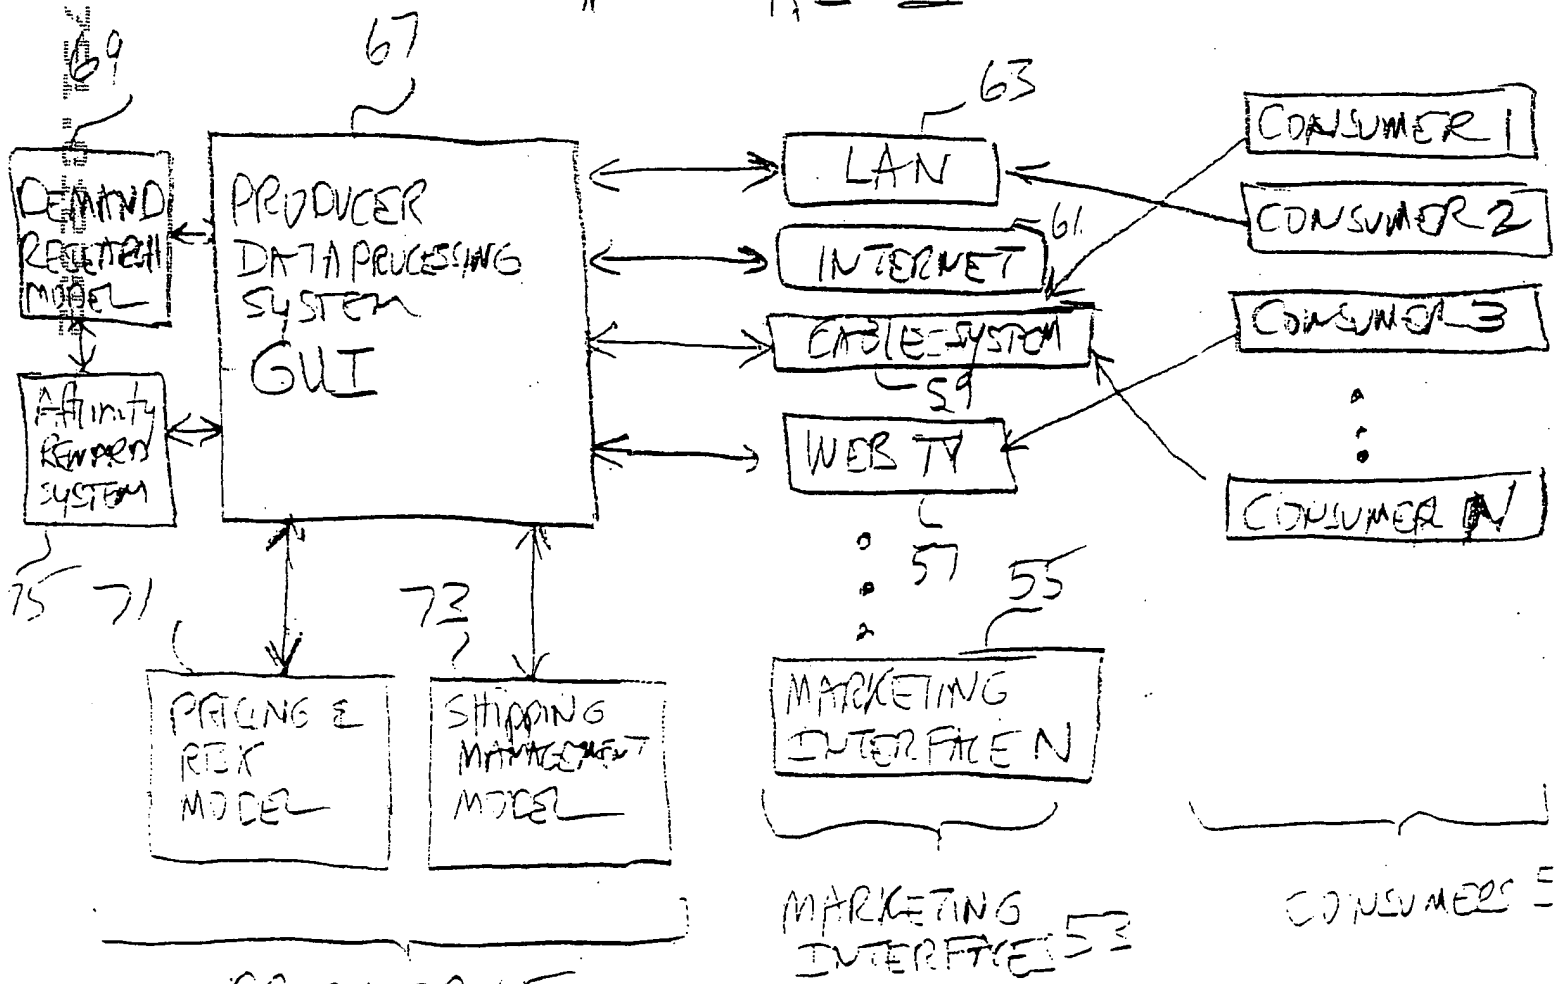 69
67
63
DEMAND
RESEARCH
MODEL
PRODUCER
DATA PROCESSING
SYSTEM
GUI
LAN
61
INTERNET
CABLE-SYSTEM
59
WEB TV
57
CONSUMER 1
CONSUMER 2
CONSUMER 3
CONSUMER N
Affinity
REWARD
SYSTEM
75
71
73
55
PRICING &
RISK
MODEL
SHIPPING
MANAGEMENT
MODEL
MARKETING
INTERFACE N
MARKETING
INTERFACES 53
CONSUMERS 5